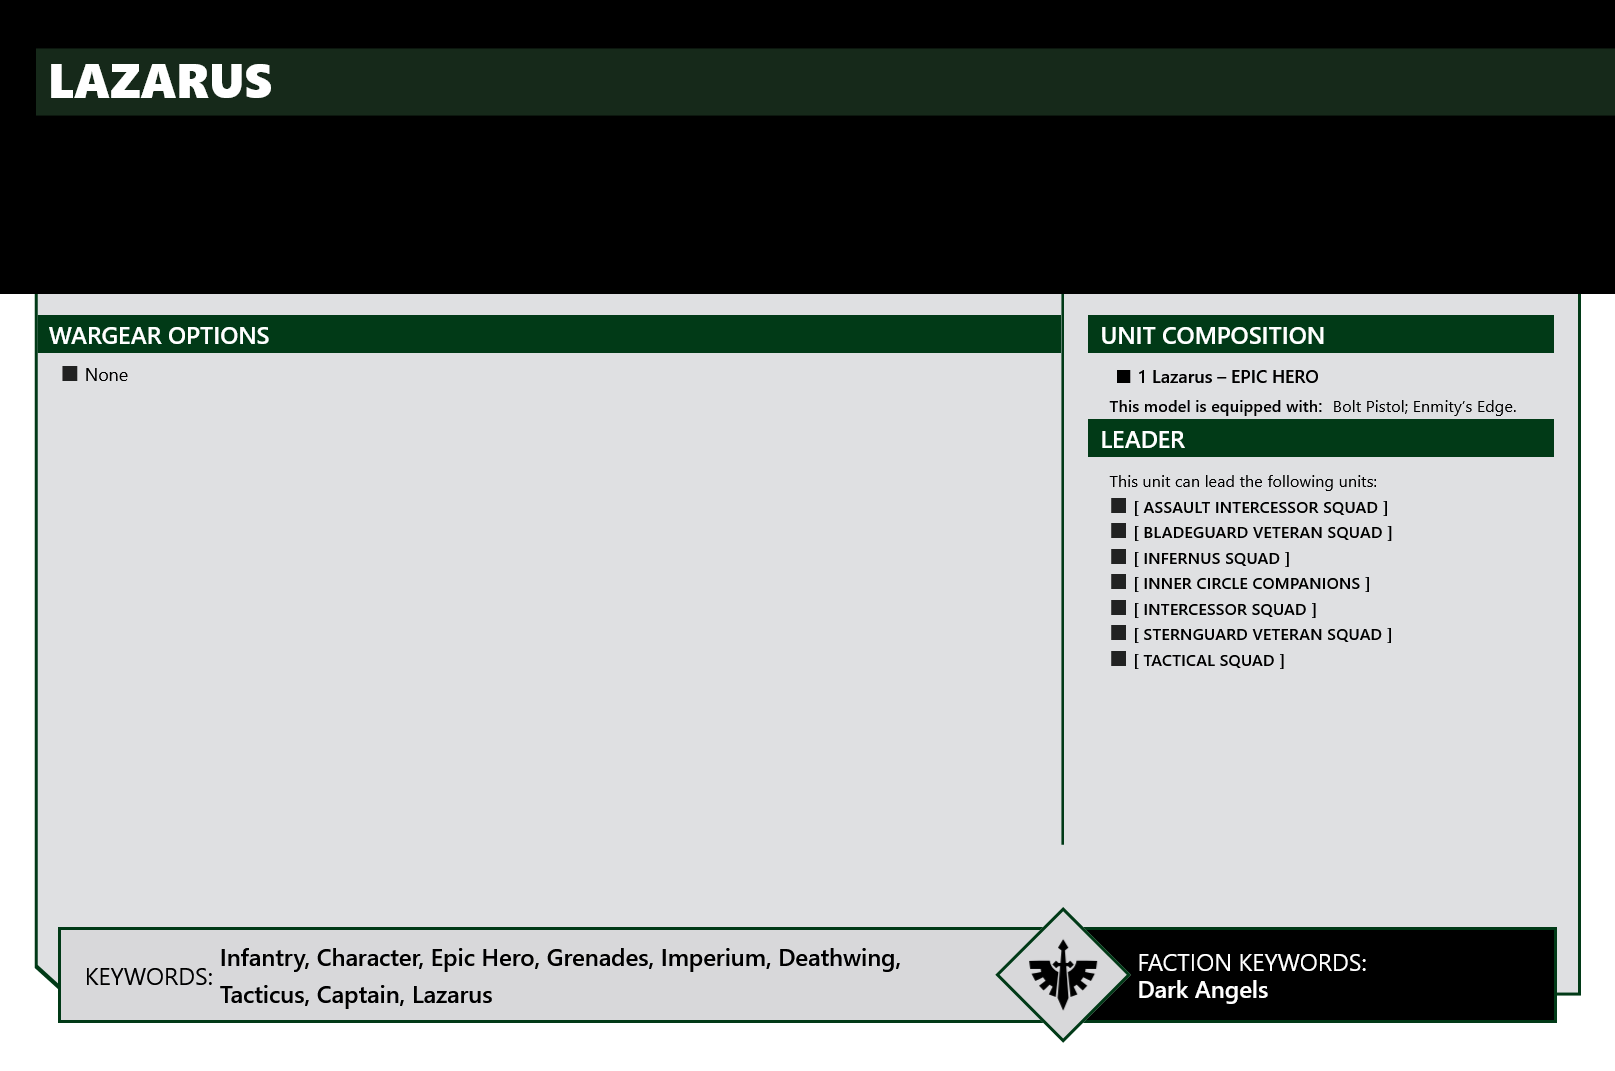 LAZARUS
WARGEAR OPTIONS
None
UNIT COMPOSITION
1 Lazarus – EPIC HERO
This model is equipped with: Bolt Pistol; Enmity’s Edge.
LEADER
This unit can lead the following units:
[ ASSAULT INTERCESSOR SQUAD ]
[ BLADEGUARD VETERAN SQUAD ]
[ INFERNUS SQUAD ]
[ INNER CIRCLE COMPANIONS ]
[ INTERCESSOR SQUAD ]
[ STERNGUARD VETERAN SQUAD ]
[ TACTICAL SQUAD ]
KEYWORDS: Infantry, Character, Epic Hero, Grenades, Imperium, Deathwing,
Tacticus, Captain, Lazarus
FACTION KEYWORDS:
Dark Angels